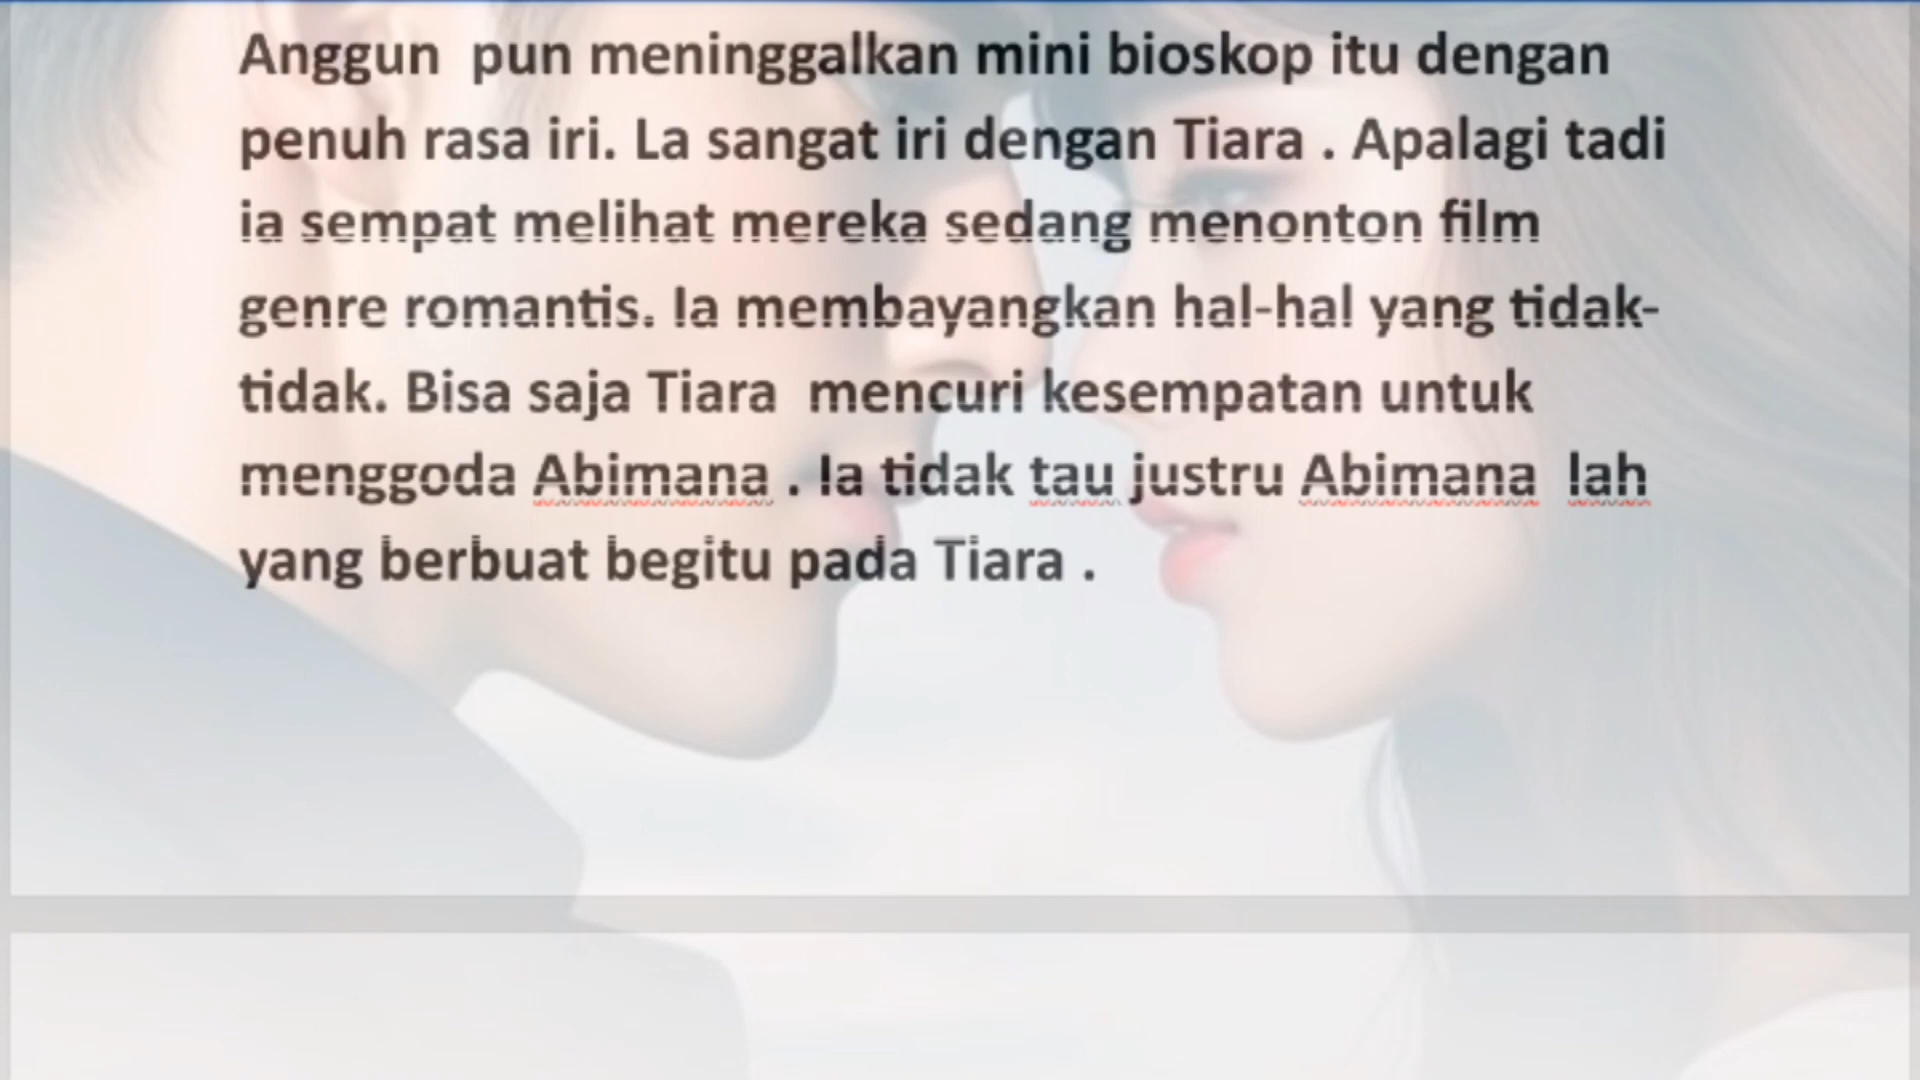 Anggun pun meninggalkan mini bioskop itu dengan
penuh rasa iri. La sangat iri dengan Tiara . Apalagi tadi
ia sempat melihat mereka sedang menonton film
genre romantis. Ia membayangkan hal-hal yang tidak-
tidak. Bisa saja Tiara mencuri kesempatan untuk
menggoda Abimana . Ia tidak tau justru Abimana lah
yang berbuat begitu pada Tiara .